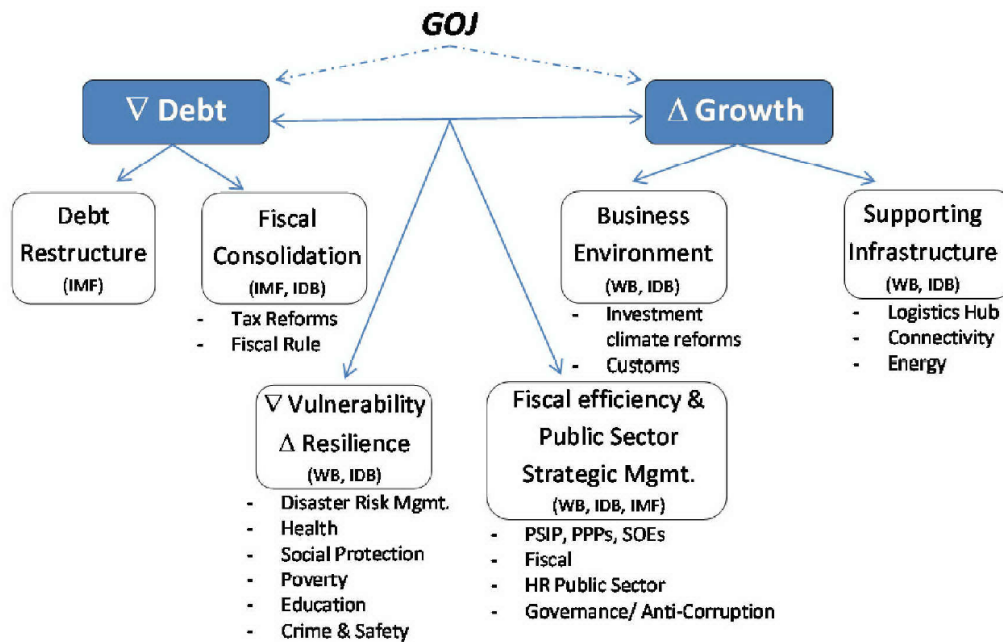 GOJ
∇ Debt
Δ Growth
Debt
Restructure
(IMF)
Fiscal
Consolidation
(IMF, IDB)
- Tax Reforms
- Fiscal Rule
Business
Environment
(WB, IDB)
- Investment
climate reforms
- Customs
Supporting
Infrastructure
(WB, IDB)
- Logistics Hub
- Connectivity
- Energy
∇ Vulnerability
Δ Resilience
(WB, IDB)
- Disaster Risk Mgmt.
- Health
- Social Protection
- Poverty
- Education
- Crime & Safety
Fiscal efficiency &
Public Sector
Strategic Mgmt.
(WB, IDB, IMF)
- PSIP, PPPs, SOEs
- Fiscal
- HR Public Sector
- Governance/ Anti-Corruption